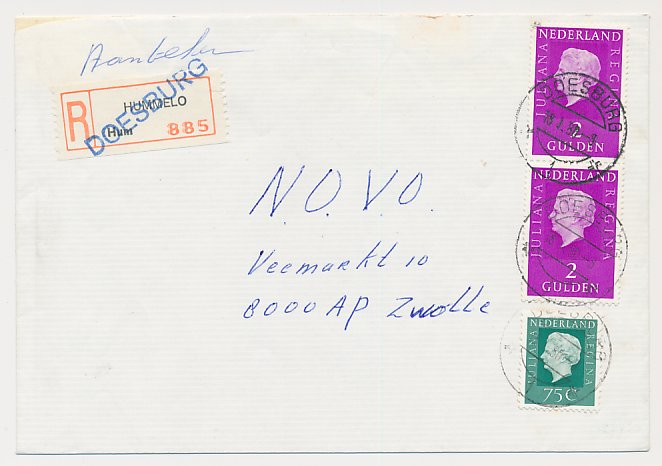 Aantekenen
R
HUMMELO
(Hum
885
DOESBURG
N.O.V.O.
Veemarkt 10
8000 AP Zwolle
NEDERLAND
JULIANA
REGINA
2
GULDEN
DOESBURG
NEDERLAND
JULIANA
REGINA
2
GULDEN
NEDERLAND
JULIANA
REGINA
75C